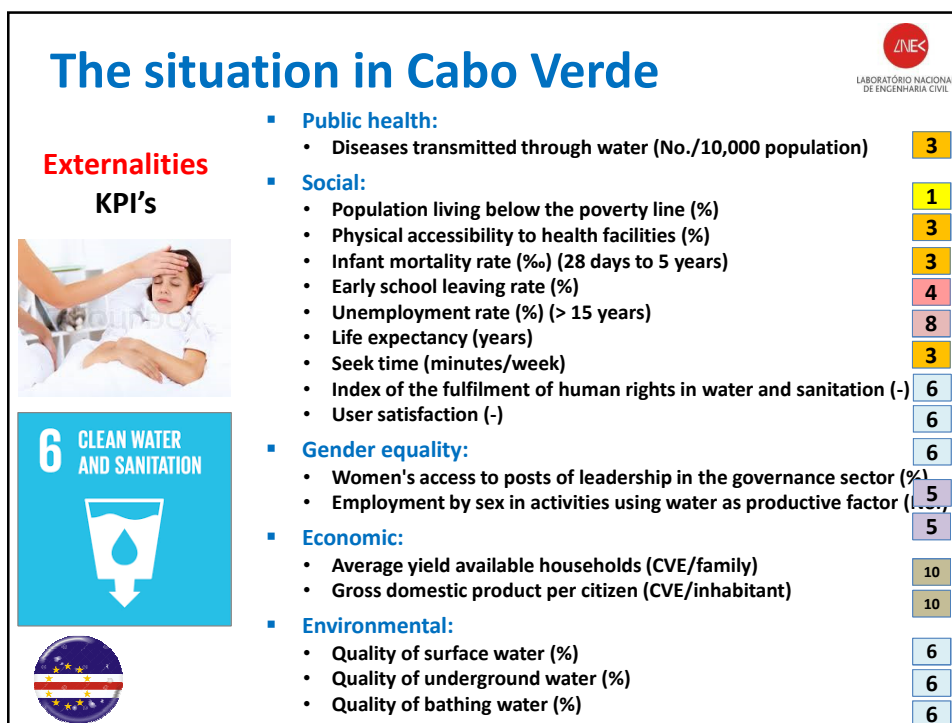 The situation in Cabo Verde
LNEC
LABORATÓRIO NACIONA
DE ENGENHARIA CIVIL
Externalities
KPI's
6 CLEAN WATER
AND SANITATION
▪ Public health:
• Diseases transmitted through water (No./10,000 population) 3
▪ Social:
• Population living below the poverty line (%) 1
• Physical accessibility to health facilities (%) 3
• Infant mortality rate (‰) (28 days to 5 years) 3
• Early school leaving rate (%) 4
• Unemployment rate (%) (> 15 years) 8
• Life expectancy (years) 3
• Seek time (minutes/week)
• Index of the fulfilment of human rights in water and sanitation (-) 6
• User satisfaction (-) 6
▪ Gender equality: 6
• Women's access to posts of leadership in the governance sector (%)
• Employment by sex in activities using water as productive factor (No.) 5
5
▪ Economic:
• Average yield available households (CVE/family) 10
• Gross domestic product per citizen (CVE/inhabitant) 10
▪ Environmental:
• Quality of surface water (%) 6
• Quality of underground water (%) 6
• Quality of bathing water (%) 6